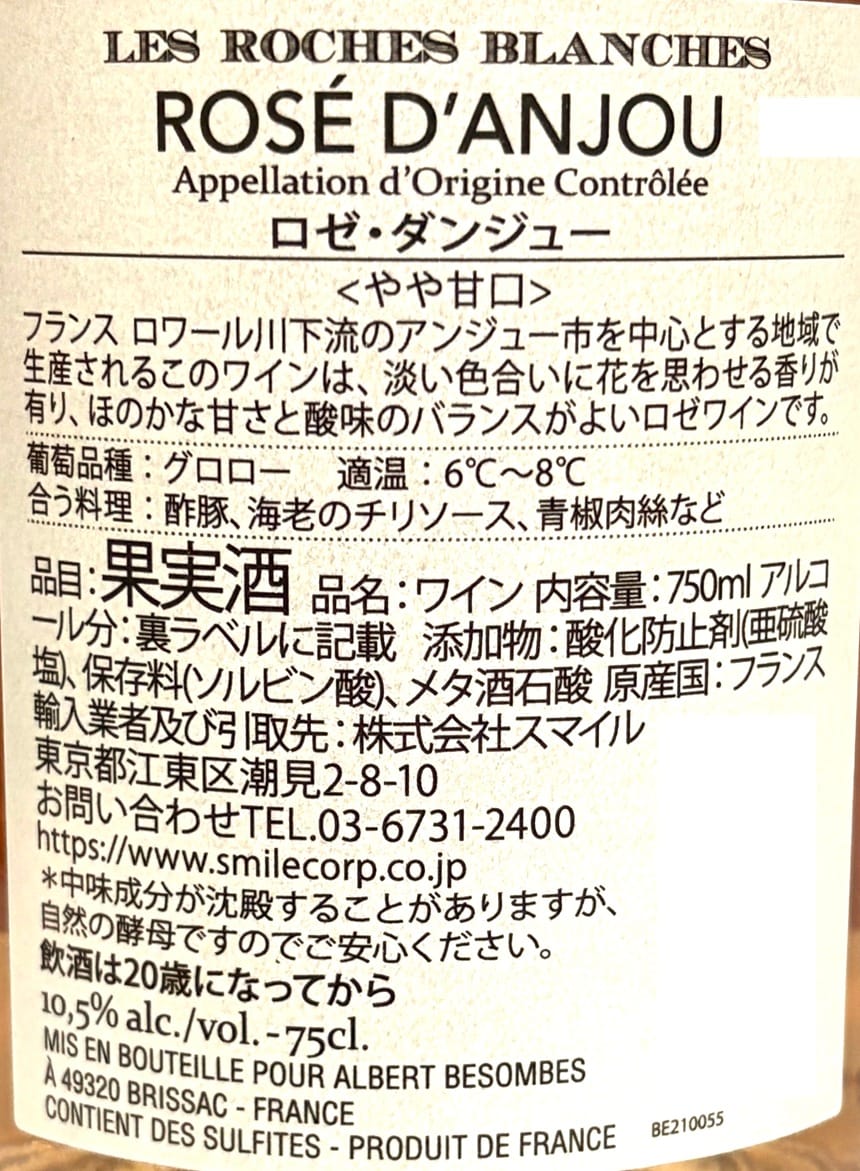 LES ROCHES BLANCHES
ROSÉ D'ANJOU
Appellation d'Origine Contrôlée
ロゼ・ダンジュー
<やや甘口>
フランス ロワール川下流のアンジュー市を中心とする地域で
生産されるこのワインは、淡い色合いに花を思わせる香りが
有り、ほのかな甘さと酸味のバランスがよいロゼワインです。
葡萄品種：グロロー 適温：6℃～8℃
合う料理：酢豚、海老のチリソース、青椒肉絲など
品目:果実酒 品名：ワイン 内容量：750ml アルコ
ール分：裏ラベルに記載 添加物：酸化防止剤(亜硫酸
塩)、保存料(ソルビン酸)、メタ酒石酸 原産国：フランス
輸入業者及び引取先：株式会社スマイル
東京都江東区潮見2-8-10
お問い合わせTEL.03-6731-2400
https://www.smilecorp.co.jp
＊中味成分が沈殿することがありますが、
自然の酵母ですのでご安心ください。
飲酒は20歳になってから
10,5% alc./vol.-75cl.
MIS EN BOUTEILLE POUR ALBERT BESOMBES
À 49320 BRISSAC - FRANCE
CONTIENT DES SULFITES - PRODUIT DE FRANCE BE210055